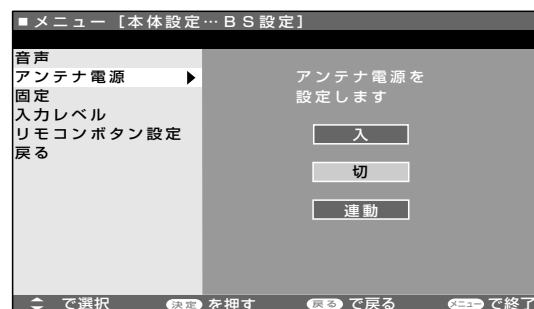 ■メニュー［本体設定…ＢＳ設定］
音声
アンテナ電源
固定
入力レベル
リモコンボタン設定
戻る
アンテナ電源を
設定します
入
切
連動
で選択 決定 を押す 戻る で戻る メニュー で終了